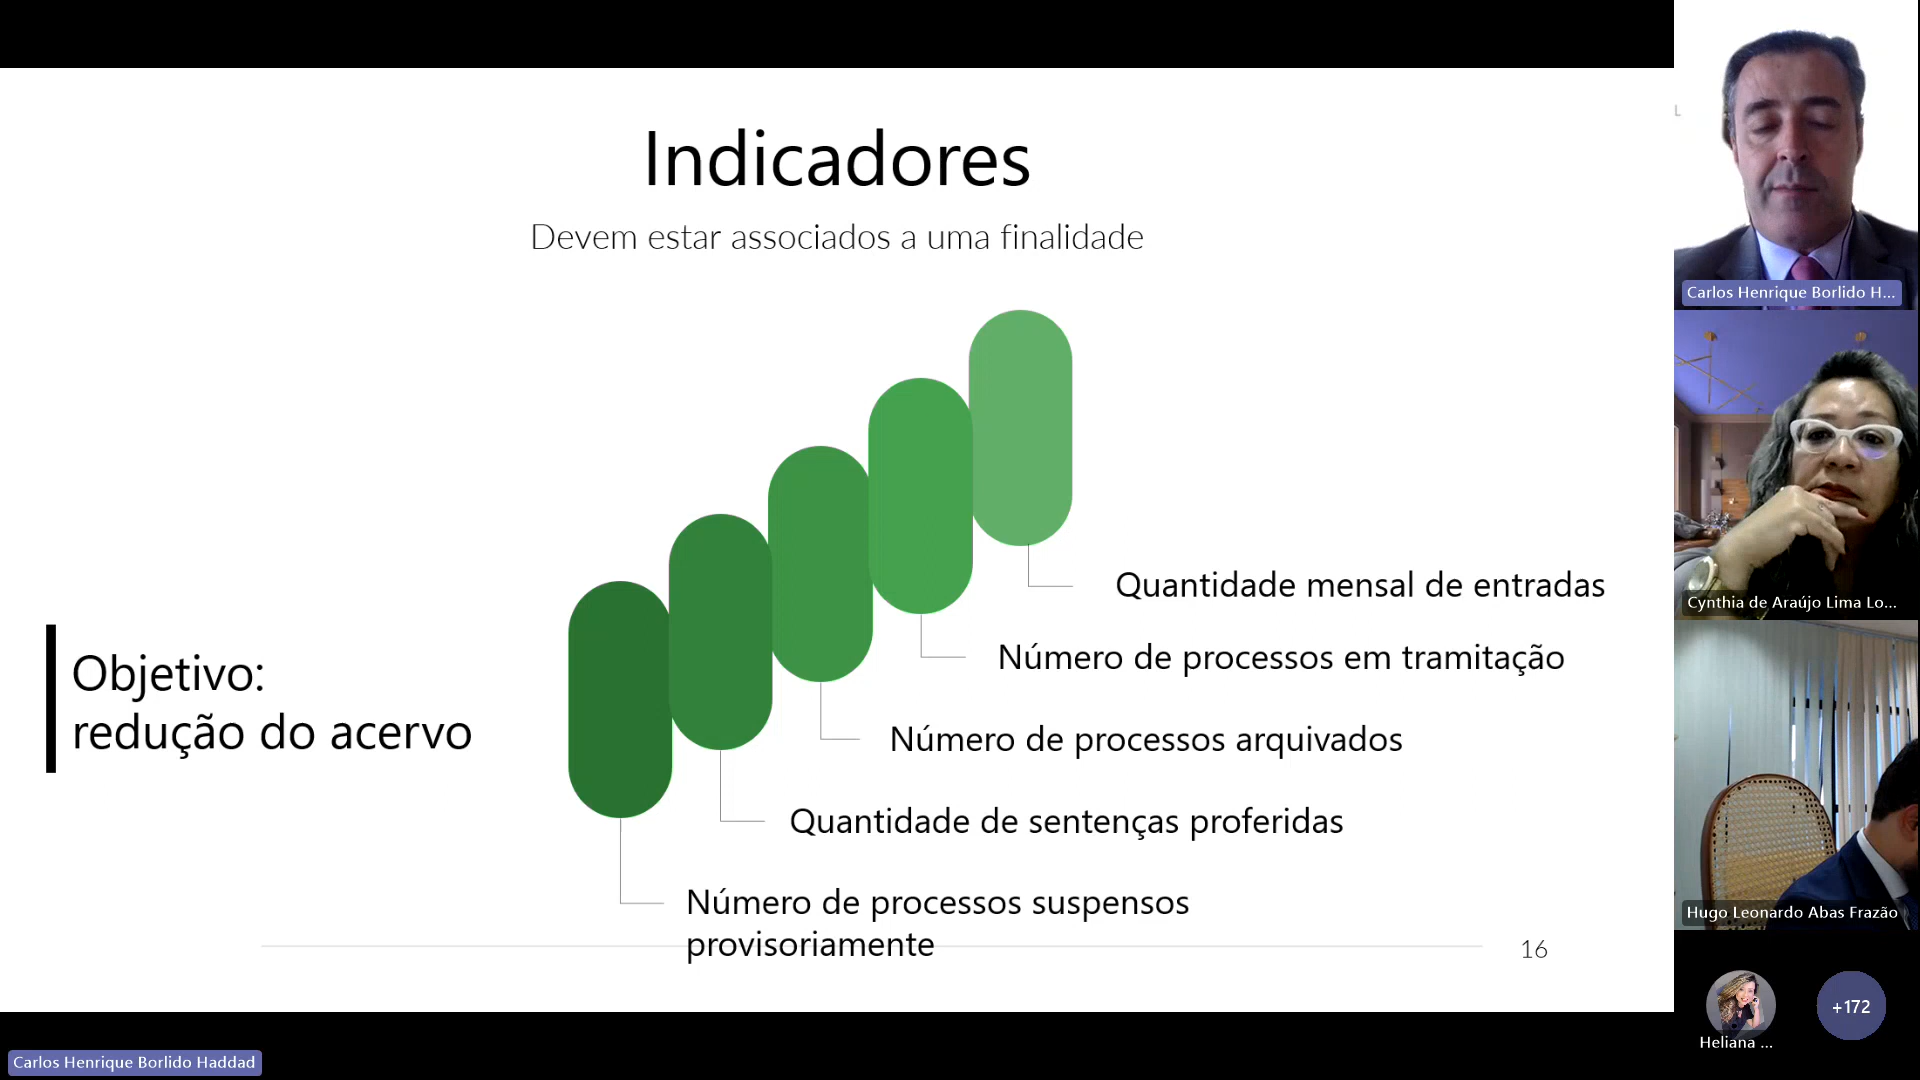 Indicadores
Devem estar associados a uma finalidade
Objetivo:
redução do acervo
Quantidade mensal de entradas
Número de processos em tramitação
Número de processos arquivados
Quantidade de sentenças proferidas
Número de processos suspensos
provisoriamente
16
L
Carlos Henrique Borlido H...
Cynthia de Araújo Lima Lo...
Hugo Leonardo Abas Frazão
+172
Heliana ...
Carlos Henrique Borlido Haddad